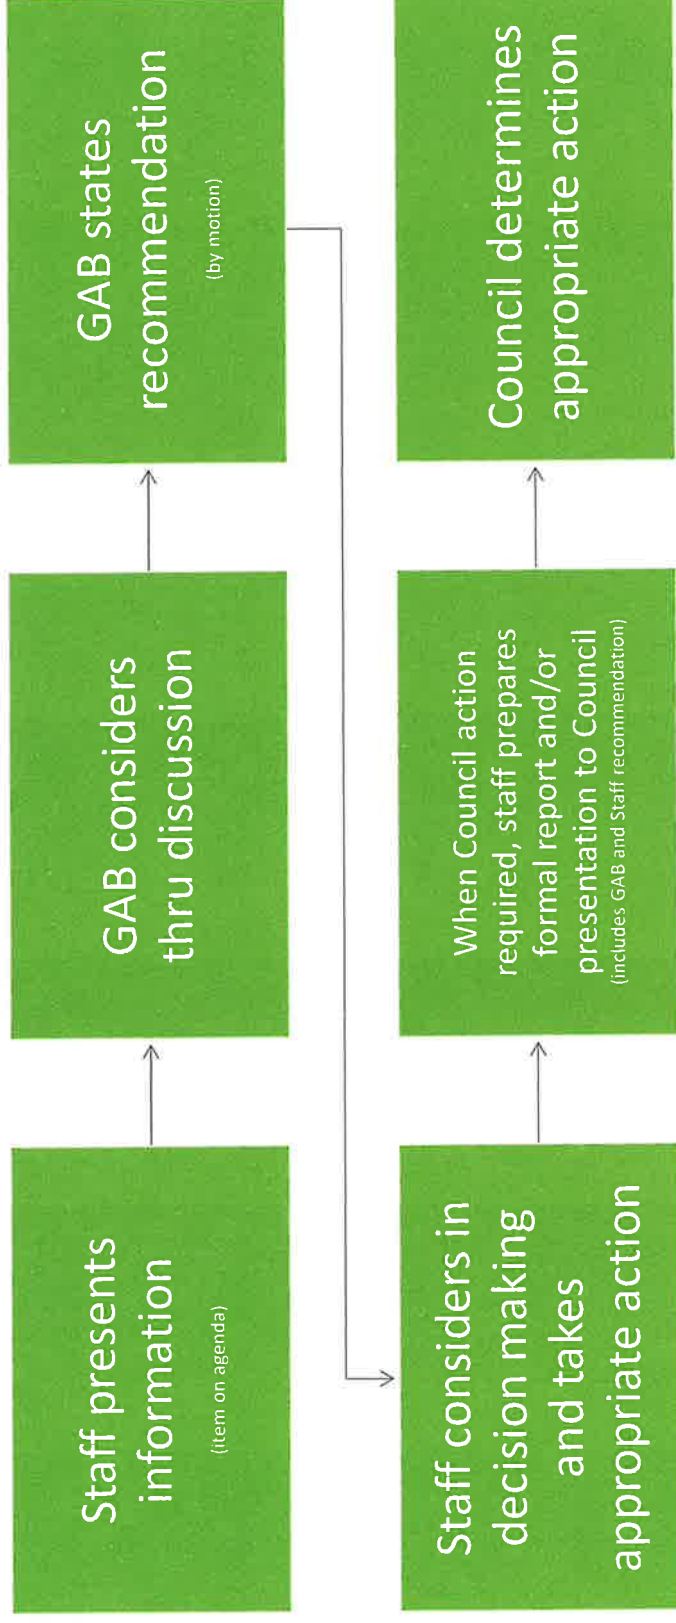 Staff presents
information
(item on agenda)
GAB considers
thru discussion
GAB states
recommendation
(by motion)
Staff considers in
decision making
and takes
appropriate action
When Council action
required, staff prepares
formal report and/or
presentation to Council
(includes GAB and Staff recommendation)
Council determines
appropriate action